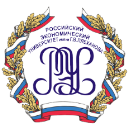 РОССИЙСКИЙ
ЭКОНОМИЧЕСКИЙ
УНИВЕРСИТЕТ имени Г.В.ПЛЕХАНОВА